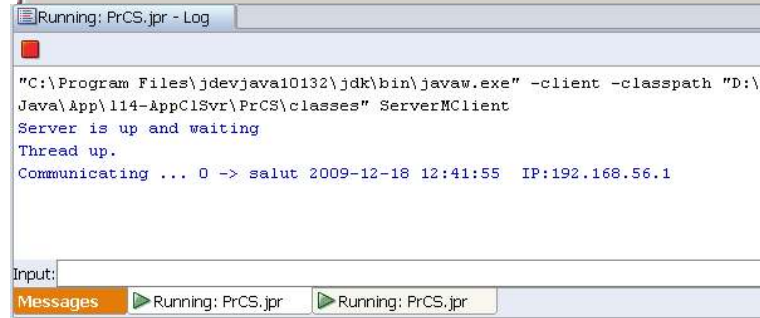 Running: PrCS.jpr - Log
"C:\Program Files\jdevjava10132\jdk\bin\javaw.exe" -client -classpath "D:\
Java\App\l14-AppClSvr\PrCS\classes" ServerMClient
Server is up and waiting
Thread up.
Communicating ... 0 -> salut 2009-12-18 12:41:55  IP:192.168.56.1
Input:
Messages Running: PrCS.jpr Running: PrCS.jpr